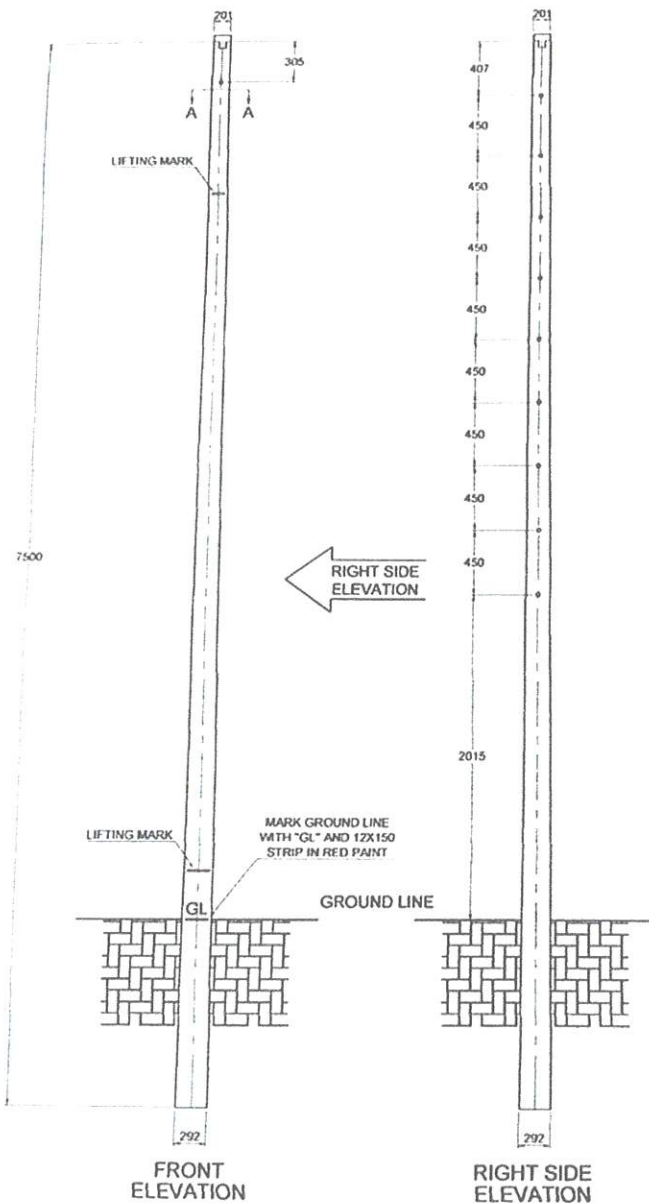 201
305
A A
LIFTING MARK
7500
LIFTING MARK
MARK GROUND LINE
WITH "GL" AND 12X150
STRIP IN RED PAINT
GL
GROUND LINE
292
FRONT
ELEVATION
RIGHT SIDE
ELEVATION
201
407
450
450
450
450
450
450
450
450
2015
292
RIGHT SIDE
ELEVATION